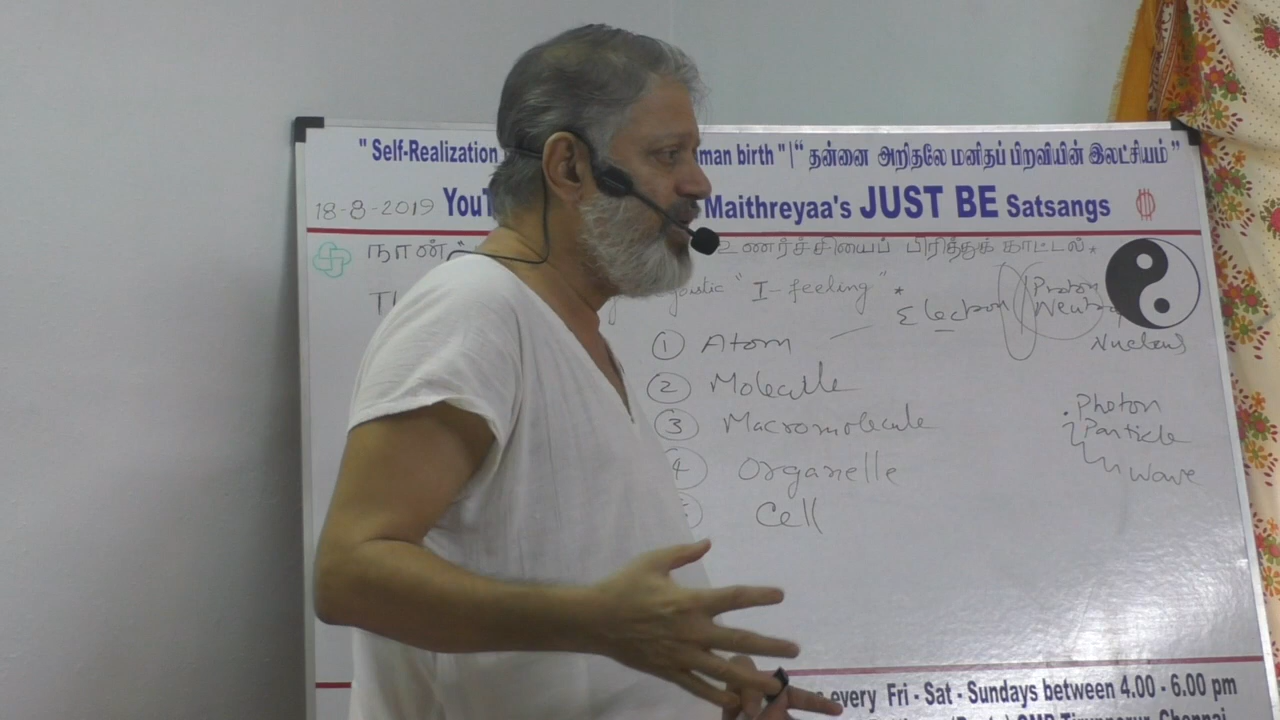 " Self-Realization man birth " | “ தன்னை அறிதலே மனிதப் பிறவியின் இலட்சியம் ”
18-8-2019 YouT Maithreyaa's JUST BE Satsangs
நான் உணர்ச்சியைப் பிரித்துக் காட்டல் *
"I-feeling" *
Electron Proton
Neutron
Nucleus
1 Atom
2 Molecule
3 Macromolecule
4 Organelle
Cell
Photon
Particle
wave
every Fri - Sat - Sundays between 4.00 - 6.00 pm